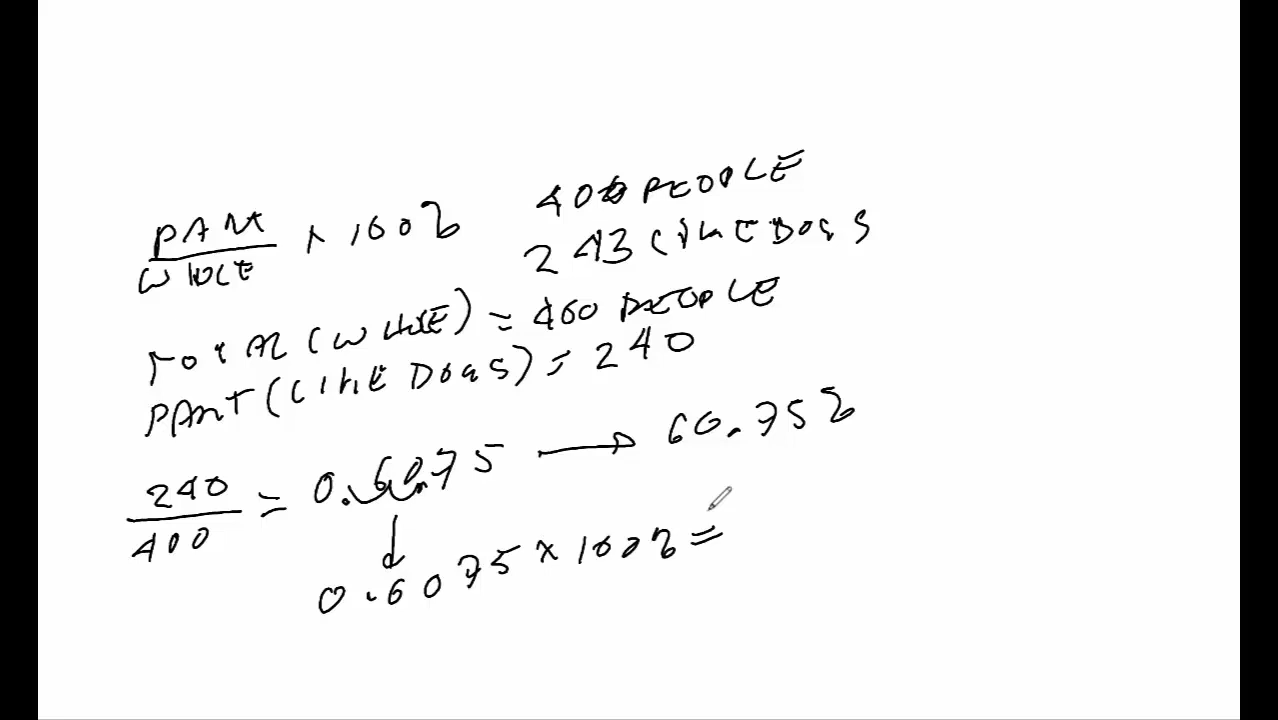 PART
WHOLE
× 100%
400 PEOPLE
243 LIKE DOGS
TOTAL (WHOLE) = 400 PEOPLE
PART (LIKE DOGS) = 240
240
400
= 0.6075 → 60.75%
0.6075 × 100% =